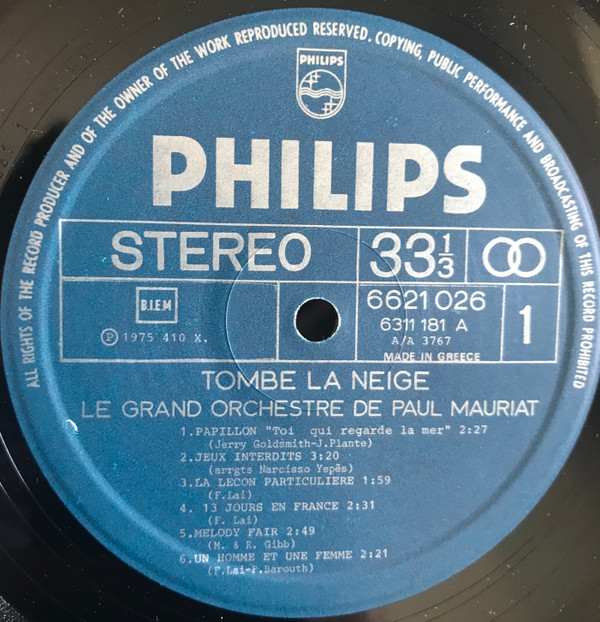 ALL RIGHTS OF THE RECORD PRODUCER AND OF THE OWNER OF THE WORK REPRODUCED RESERVED. COPYING, PUBLIC PERFORMANCE AND BROADCASTING OF THIS RECORD PROHIBITED
PHILIPS
PHILIPS
STEREO 33⅓
B.I.E.M
Ⓟ 1975 410 X.
6621 026
6311 181 A
A/A 3767
MADE IN GREECE
1
TOMBE LA NEIGE
LE GRAND ORCHESTRE DE PAUL MAURIAT
1.PAPILLON "Toi qui regarde la mer" 2:27
(Jerry Goldsmith-J.Plante)
2.JEUX INTERDITS 3:20
(arrgts Narcisso Yepês)
3.LA LECON PARTICULIERE 1:59
(F.Lai)
4. 13 JOURS EN FRANCE 2:31
(F. Lai)
5.MELODY FAIR 2:49
(M. & R. Gibb)
6.UN HOMME ET UNE FEMME 2:21
(F.Lai-P.Barouth)